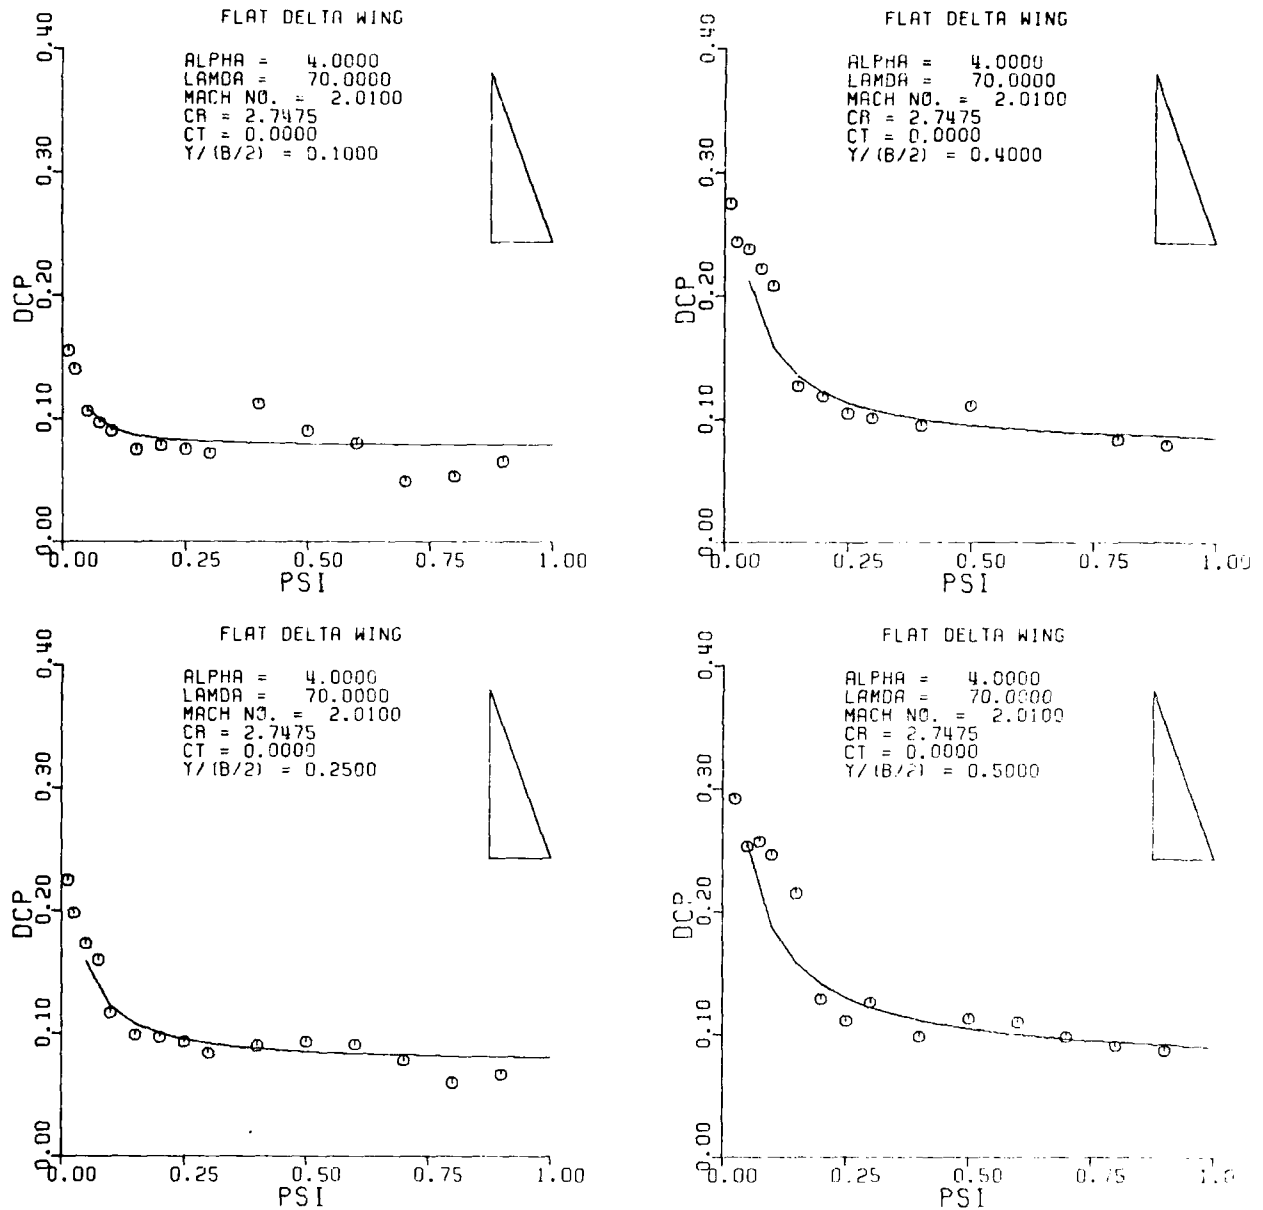 FLAT DELTA WING
ALPHA = 4.0000
LAMDA = 70.0000
MACH NO. = 2.0100
CR = 2.7475
CT = 0.0000
Y/(B/2) = 0.1000
0.40
0.30
0.20
0.10
0.00
DCP
0.00 0.25 0.50 0.75 1.00
PSI
FLAT DELTA WING
ALPHA = 4.0000
LAMDA = 70.0000
MACH NO. = 2.0100
CR = 2.7475
CT = 0.0000
Y/(B/2) = 0.4000
0.40
0.30
0.20
0.10
0.00
DCP
0.00 0.25 0.50 0.75 1.00
PSI
FLAT DELTA WING
ALPHA = 4.0000
LAMDA = 70.0000
MACH NO. = 2.0100
CR = 2.7475
CT = 0.0000
Y/(B/2) = 0.2500
0.40
0.30
0.20
0.10
0.00
DCP
0.00 0.25 0.50 0.75 1.00
PSI
FLAT DELTA WING
ALPHA = 4.0000
LAMDA = 70.0000
MACH NO. = 2.0100
CR = 2.7475
CT = 0.0000
Y/(B/2) = 0.5000
0.40
0.30
0.20
0.10
0.00
DCP
0.00 0.25 0.50 0.75
PSI